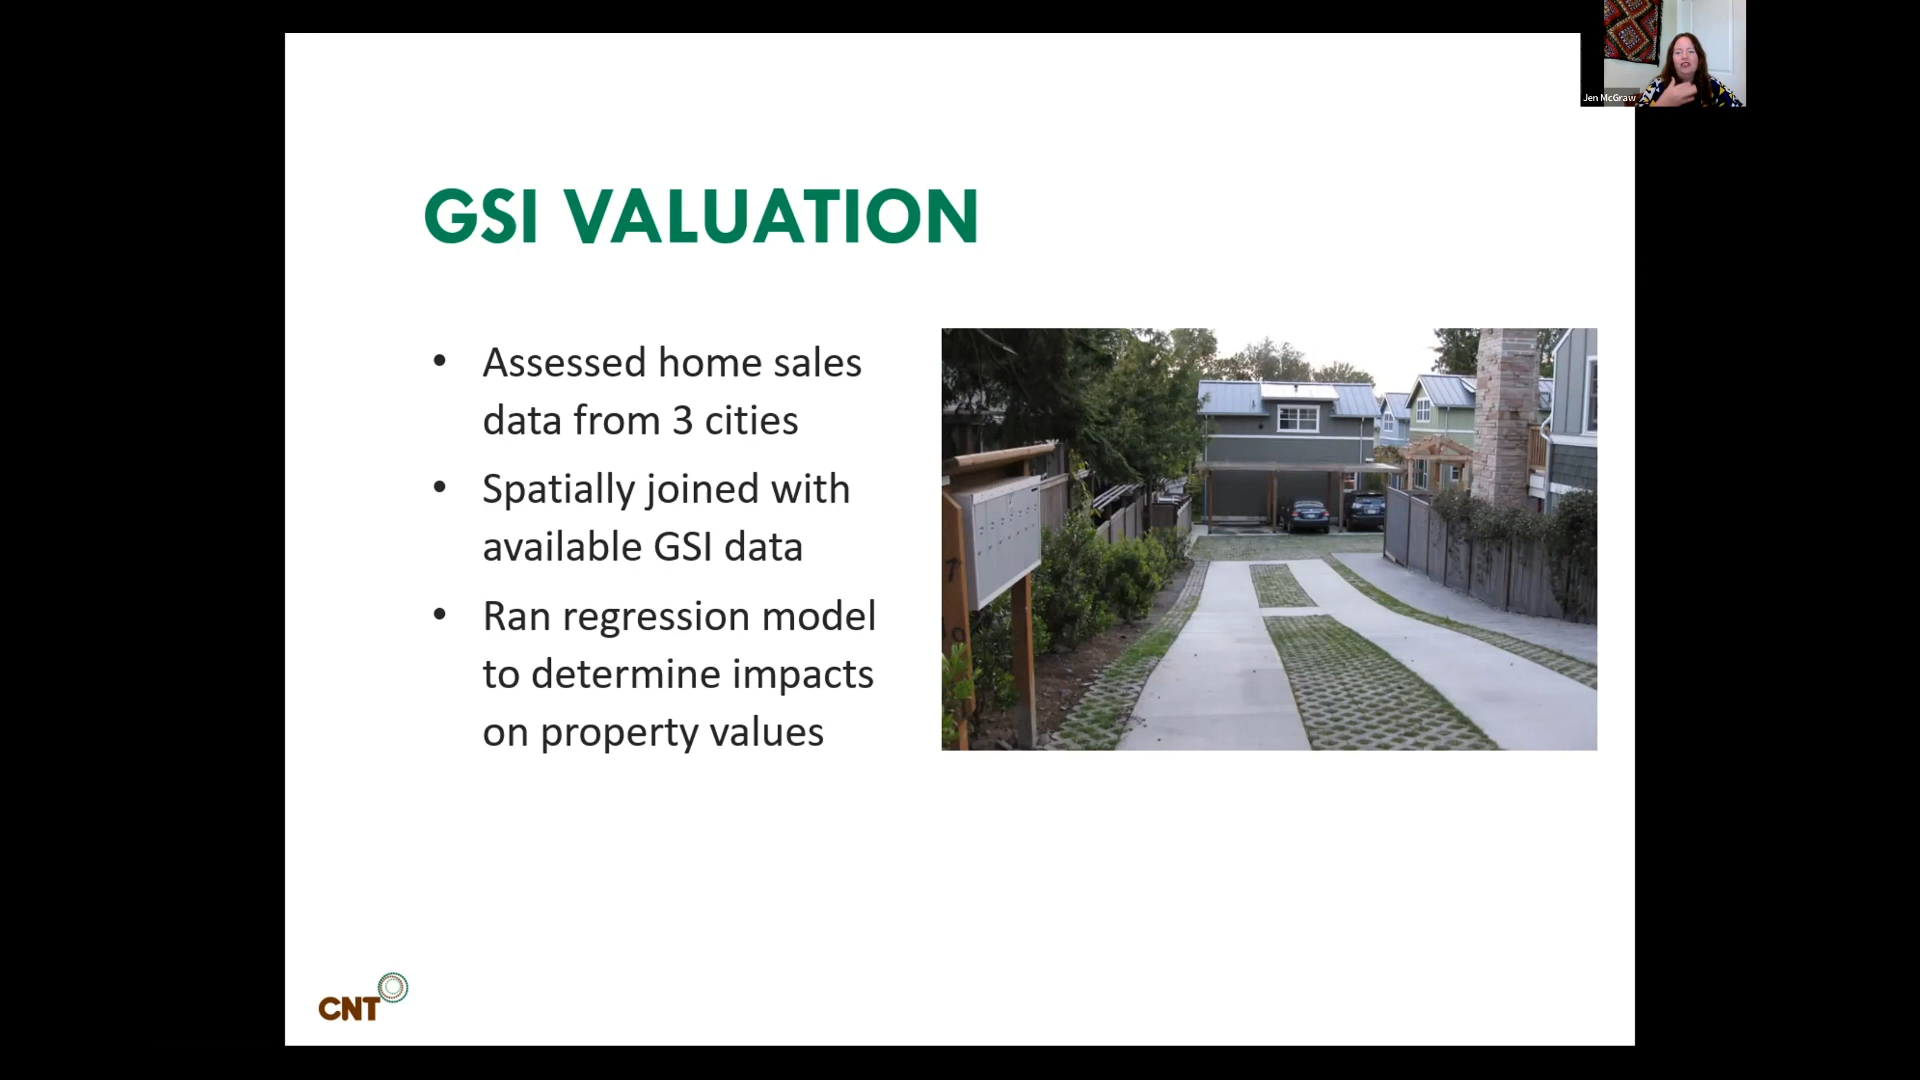 Jen McGraw
GSI VALUATION
• Assessed home sales
data from 3 cities
• Spatially joined with
available GSI data
• Ran regression model
to determine impacts
on property values
CNT